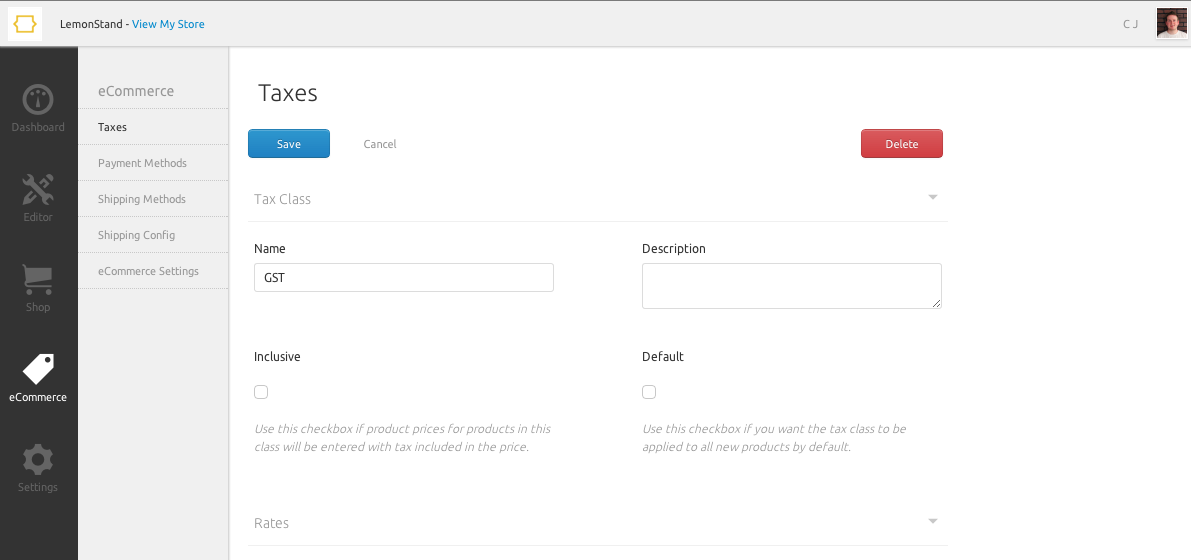 LemonStand - View My Store
C J
Dashboard
Editor
Shop
eCommerce
Settings
eCommerce
Taxes
Payment Methods
Shipping Methods
Shipping Config
eCommerce Settings
Taxes
Save
Cancel
Delete
Tax Class
Name
Description
GST
Inclusive
Default
Use this checkbox if product prices for products in this
class will be entered with tax included in the price.
Use this checkbox if you want the tax class to be
applied to all new products by default.
Rates